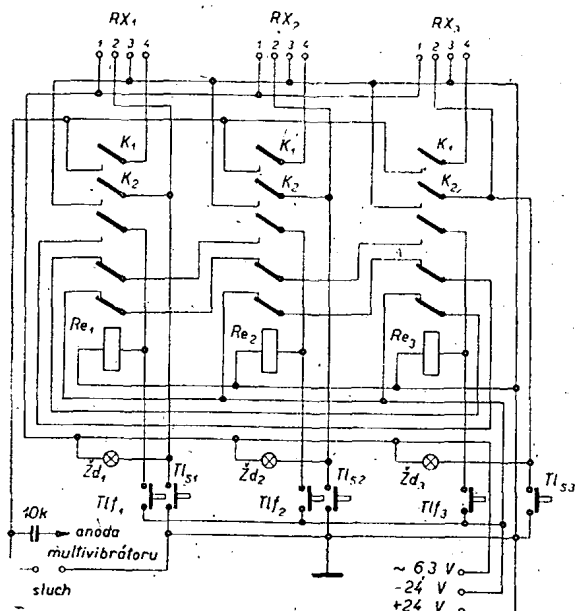 RX1 RX2 RX3
1 2 3 4 1 2 3 4 1 2 3 4
K1 K1 K1
K2 K2 K2
Re1 Re2 Re3
Žd1 Žd2 Žd3
Tls1 Tls2 Tls3
Tlf1 Tlf2 Tlf3
10k
anoda
multivibrátoru
sluch
~ 6,3 V
-24 V
+24 V